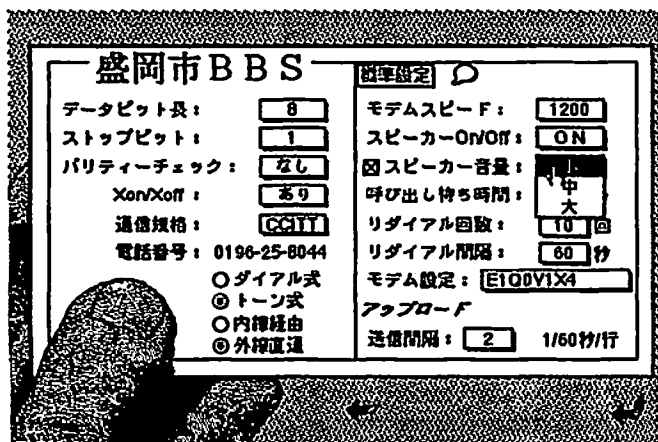 盛岡市BBS
データビット長： 8
ストップビット： 1
パリティーチェック： なし
Xon/Xoff： あり
通信規格： CCITT
電話番号： 0196-25-8044
○ダイアル式
◎トーン式
○内線経由
◎外線直通
標準設定
モデムスピード： 1200
スピーカーOn/Off： ON
☒スピーカー音量： 小
中
大
呼び出し待ち時間：
リダイアル回数： 10 回
リダイアル間隔： 60 秒
モデム設定： E1Q0V1X4
アップロード
送信間隔： 2 1/60秒/行